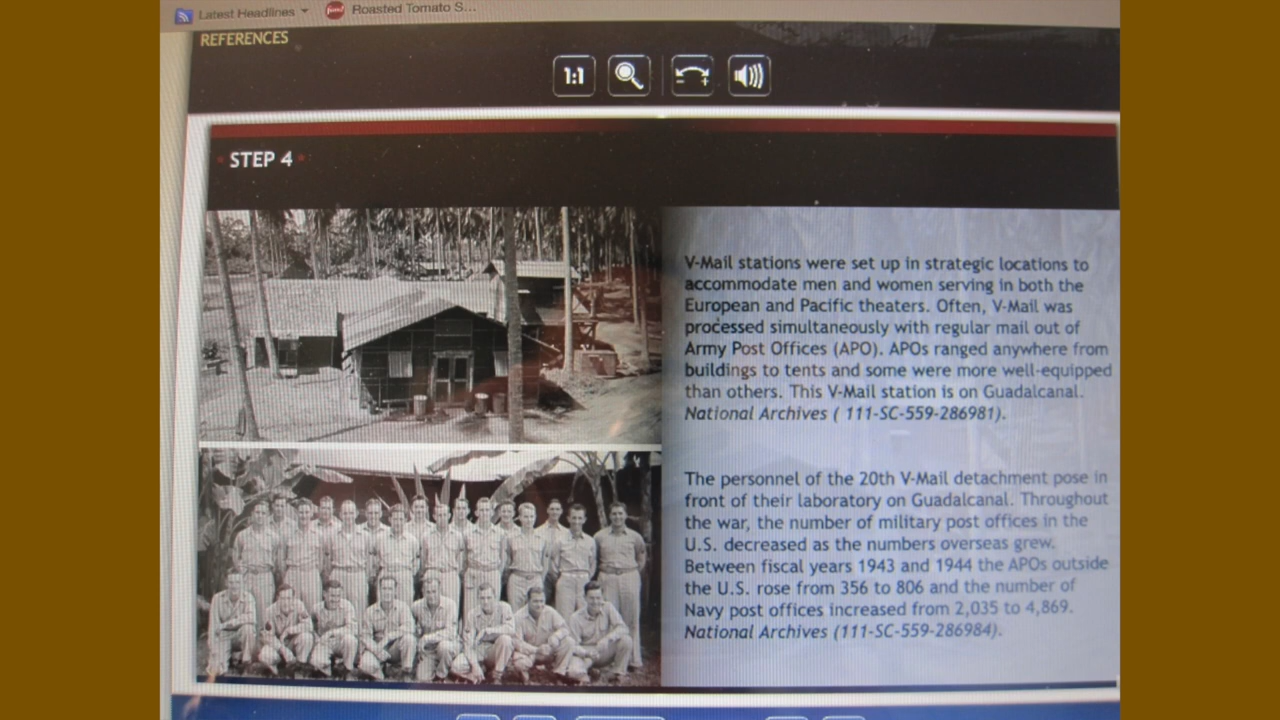 Latest Headlines Roasted Tomato S...
REFERENCES
1:1
STEP 4
V-Mail stations were set up in strategic locations to
accommodate men and women serving in both the
European and Pacific theaters. Often, V-Mail was
processed simultaneously with regular mail out of
Army Post Offices (APO). APOs ranged anywhere from
buildings to tents and some were more well-equipped
than others. This V-Mail station is on Guadalcanal.
National Archives ( 111-SC-559-286981).
The personnel of the 20th V-Mail detachment pose in
front of their laboratory on Guadalcanal. Throughout
the war, the number of military post offices in the
U.S. decreased as the numbers overseas grew.
Between fiscal years 1943 and 1944 the APOs outside
the U.S. rose from 356 to 806 and the number of
Navy post offices increased from 2,035 to 4,869.
National Archives (111-SC-559-286984).